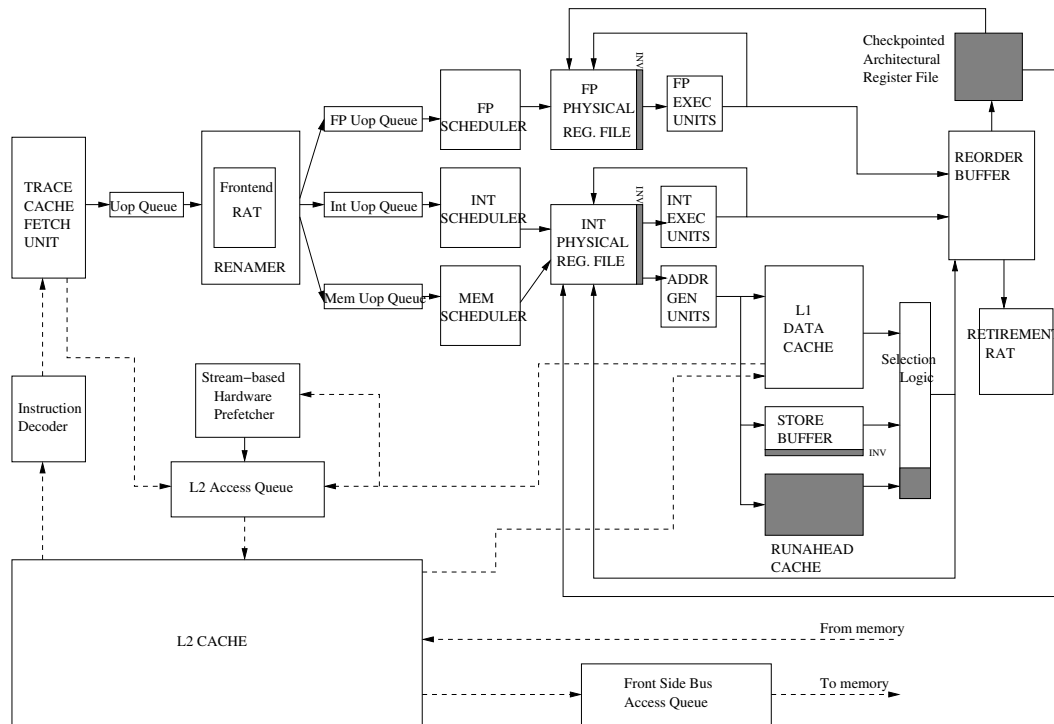 Checkpointed
Architectural
Register File
INV
FP
PHYSICAL
REG. FILE
FP
SCHEDULER
FP
EXEC
UNITS
FP Uop Queue
REORDER
BUFFER
TRACE
CACHE
FETCH
UNIT
Uop Queue
Frontend
RAT
RENAMER
Int Uop Queue
INT
SCHEDULER
INV
INT
PHYSICAL
REG. FILE
INT
EXEC
UNITS
Mem Uop Queue
MEM
SCHEDULER
ADDR
GEN
UNITS
L1
DATA
CACHE
Selection
Logic
RETIREMENT
RAT
Stream−based
Hardware
Prefetcher
Instruction
Decoder
STORE
BUFFER
INV
L2 Access Queue
RUNAHEAD
CACHE
L2 CACHE
From memory
Front Side Bus
Access Queue
To memory